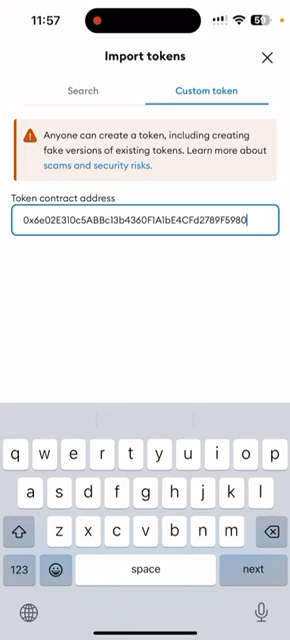 11:57
59
Import tokens
Search
Custom token
Anyone can create a token, including creating
fake versions of existing tokens. Learn more about
scams and security risks.
Token contract address
0x6e02E310c5ABBc13b4360F1A1bE4CFd2789F5980
q w e r t y u i o p
a s d f g h j k l
z x c v b n m
123
space
next